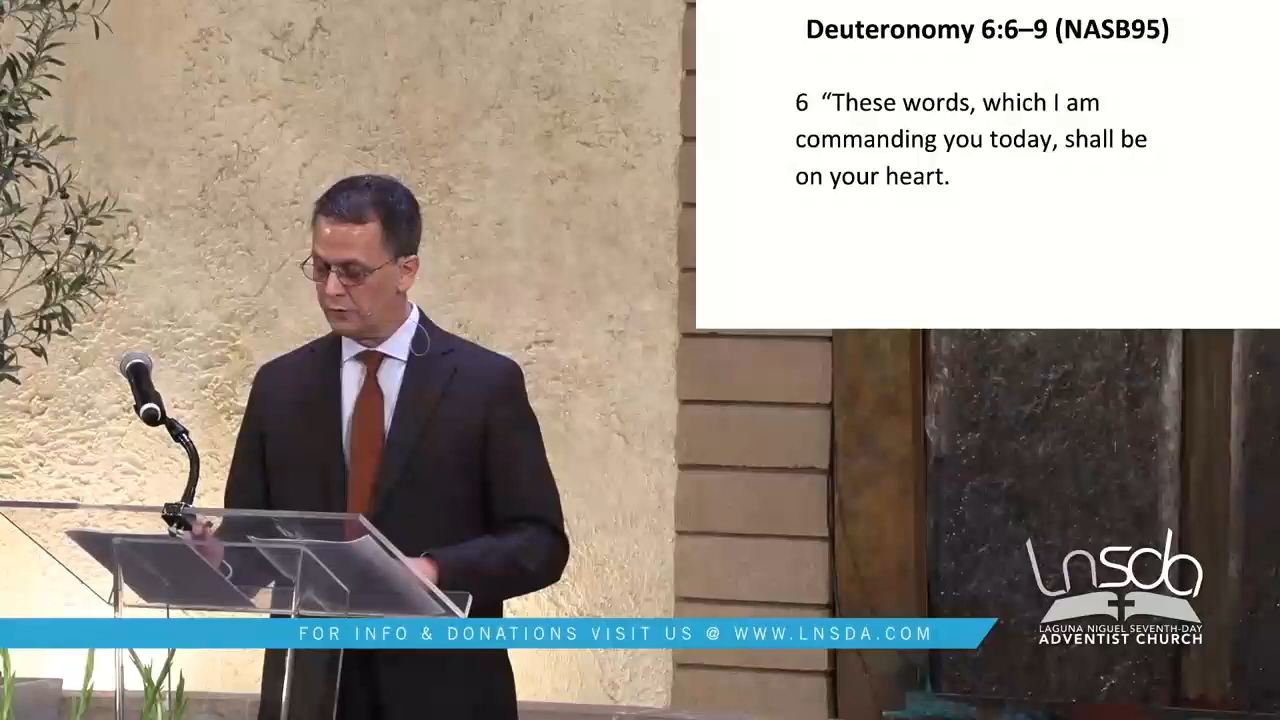 Deuteronomy 6:6–9 (NASB95)
6 “These words, which I am
commanding you today, shall be
on your heart.
FOR INFO & DONATIONS VISIT US @ WWW.LNSDA.COM
Lnsda
LAGUNA NIGUEL SEVENTH-DAY
ADVENTIST CHURCH